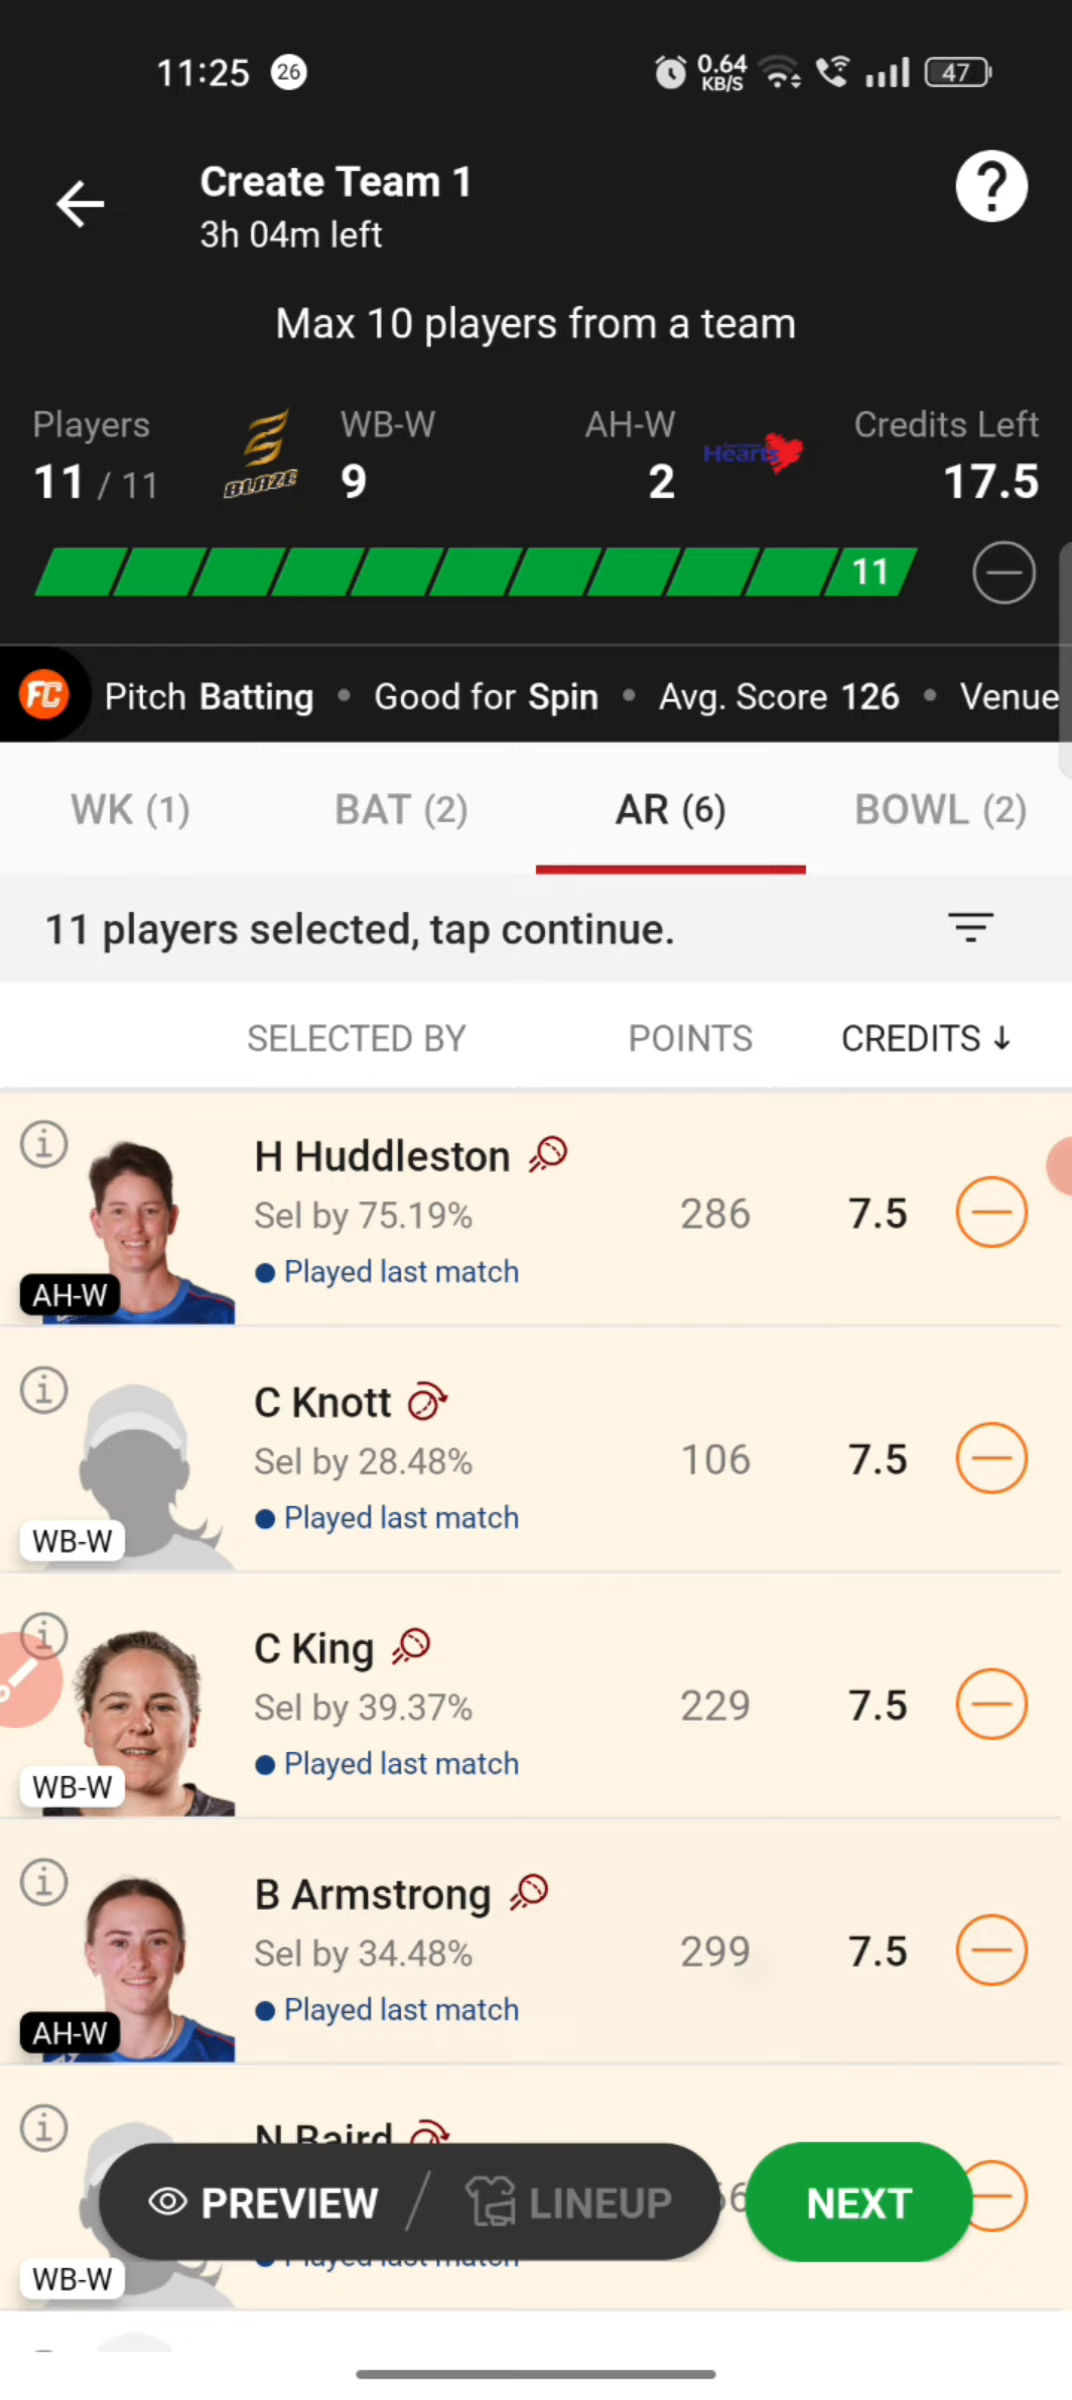 11:25 26 0.64 KB/S 47
Create Team 1
3h 04m left
Max 10 players from a team
Players WB-W AH-W Credits Left
11 / 11 BLAZE 9 2 Hearts 17.5
11
FC Pitch Batting • Good for Spin • Avg. Score 126 • Venue
WK (1) BAT (2) AR (6) BOWL (2)
11 players selected, tap continue.
SELECTED BY POINTS CREDITS ↓
H Huddleston
Sel by 75.19% 286 7.5
Played last match
AH-W
C Knott
Sel by 28.48% 106 7.5
Played last match
WB-W
C King
Sel by 39.37% 229 7.5
Played last match
WB-W
B Armstrong
Sel by 34.48% 299 7.5
Played last match
AH-W
N Baird
PREVIEW / LINEUP NEXT
Played last match
WB-W